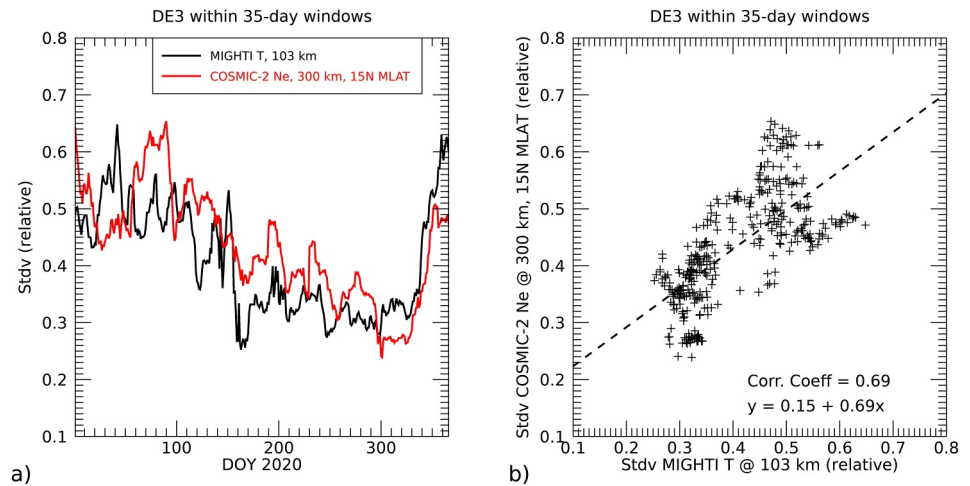 DE3 within 35-day windows
MIGHTI T, 103 km
COSMIC-2 Ne, 300 km, 15N MLAT
Stdv (relative)
0.8
0.7
0.6
0.5
0.4
0.3
0.2
0.1
100
200
300
DOY 2020
a)
DE3 within 35-day windows
Stdv COSMIC-2 Ne @ 300 km, 15N MLAT (relative)
0.8
0.7
0.6
0.5
0.4
0.3
0.2
0.1
Corr. Coeff = 0.69
y = 0.15 + 0.69x
0.1
0.2
0.3
0.4
0.5
0.6
0.7
0.8
Stdv MIGHTI T @ 103 km (relative)
b)